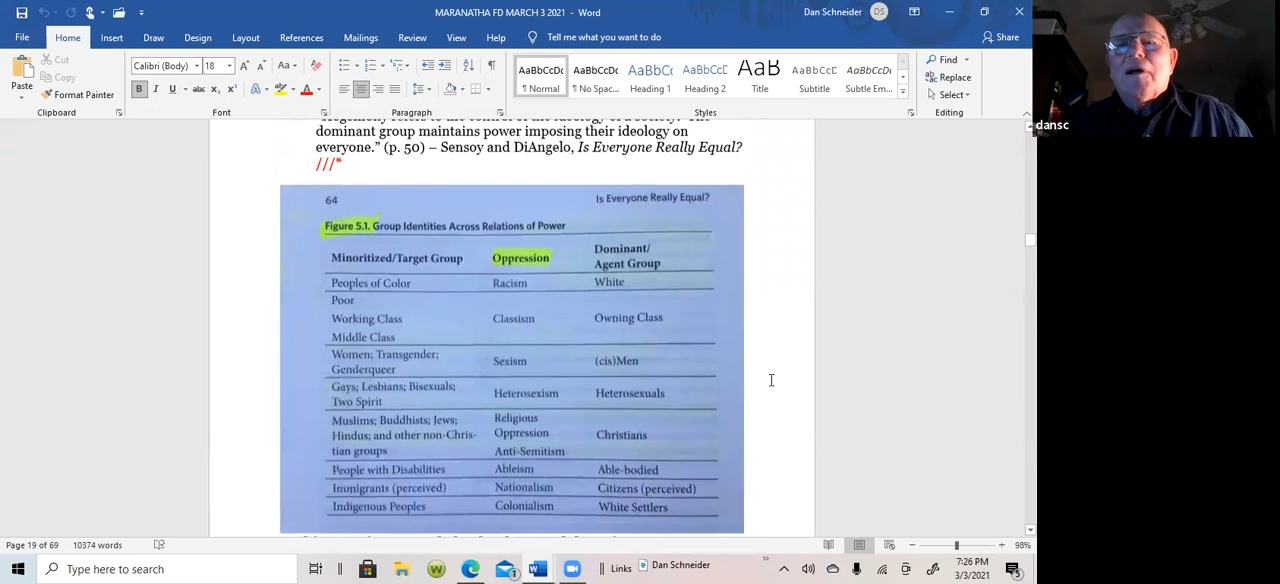 MARANATHA FD MARCH 3 2021 - Word
Dan Schneider DS
File Home Insert Draw Design Layout References Mailings Review View Help Tell me what you want to do Share
Paste
Cut
Copy
Format Painter
Clipboard
Calibri (Body) 18
Font
Paragraph
AaBbCcDc AaBbCcDc AaBbCc AaBbCcD AaB AaBbCcD AaBbCcDc
¶ Normal ¶ No Spac... Heading 1 Heading 2 Title Subtitle Subtle Em...
Styles
Find
Replace
Select
Editing
dansc
dominant group maintains power imposing their ideology on
everyone.” (p. 50) – Sensoy and DiAngelo, Is Everyone Really Equal?
///*
64 Is Everyone Really Equal?
Figure 5.1. Group Identities Across Relations of Power
Minoritized/Target Group Oppression Dominant/
Agent Group
Peoples of Color Racism White
Poor
Working Class Classism Owning Class
Middle Class
Women; Transgender;
Genderqueer Sexism (cis)Men
Gays; Lesbians; Bisexuals;
Two Spirit Heterosexism Heterosexuals
Muslims; Buddhists; Jews;
Hindus; and other non-Chris-
tian groups
Religious
Oppression
Anti-Semitism
Christians
People with Disabilities Ableism Able-bodied
Immigrants (perceived) Nationalism Citizens (perceived)
Indigenous Peoples Colonialism White Settlers
Page 19 of 69 10374 words 98%
Type here to search
Links Dan Schneider
7:26 PM
3/3/2021